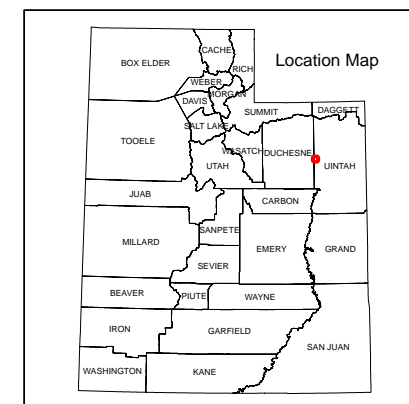 Location Map
BOX ELDER
CACHE
RICH
WEBER
MORGAN
DAVIS
SUMMIT
DAGGETT
SALT LAKE
TOOELE
WASATCH
DUCHESNE
UINTAH
UTAH
JUAB
CARBON
SANPETE
MILLARD
EMERY
GRAND
SEVIER
BEAVER
PIUTE
WAYNE
IRON
GARFIELD
SAN JUAN
WASHINGTON
KANE